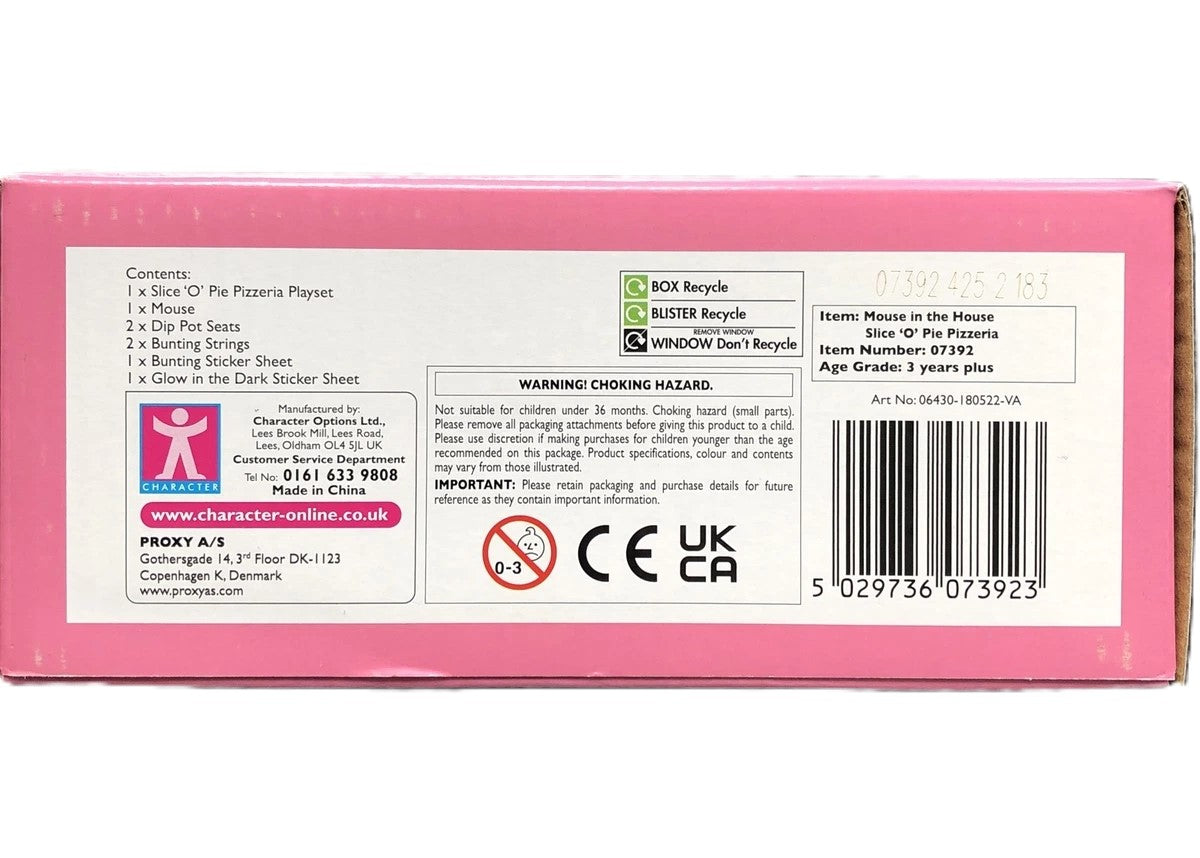 Contents:
1 x Slice ‘O’ Pie Pizzeria Playset
1 x Mouse
2 x Dip Pot Seats
2 x Bunting Strings
1 x Bunting Sticker Sheet
1 x Glow in the Dark Sticker Sheet
CHARACTER
Manufactured by:
Character Options Ltd.,
Lees Brook Mill, Lees Road,
Lees, Oldham OL4 5JL UK
Customer Service Department
Tel No: 0161 633 9808
Made in China
www.character-online.co.uk
PROXY A/S
Gothersgade 14, 3rd Floor DK-1123
Copenhagen K, Denmark
www.proxyas.com
BOX Recycle
BLISTER Recycle
REMOVE WINDOW
WINDOW Don't Recycle
WARNING! CHOKING HAZARD.
Not suitable for children under 36 months. Choking hazard (small parts).
Please remove all packaging attachments before giving this product to a child.
Please use discretion if making purchases for children younger than the age
recommended on this package. Product specifications, colour and contents
may vary from those illustrated.
IMPORTANT: Please retain packaging and purchase details for future
reference as they contain important information.
0-3
CE
UK
CA
07392 425 2 183
Item: Mouse in the House
Slice ‘O’ Pie Pizzeria
Item Number: 07392
Age Grade: 3 years plus
Art No: 06430-180522-VA
5 029736 073923